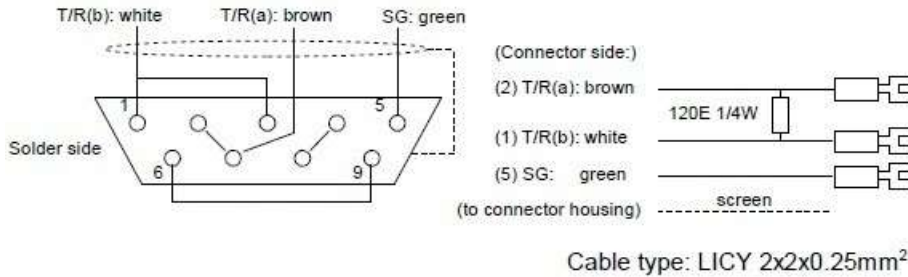 T/R(b): white T/R(a): brown SG: green
1 5
Solder side
6 9
(Connector side:)
(2) T/R(a): brown
120E 1/4W
(1) T/R(b): white
(5) SG: green
(to connector housing) screen
Cable type: LICY 2x2x0.25mm²